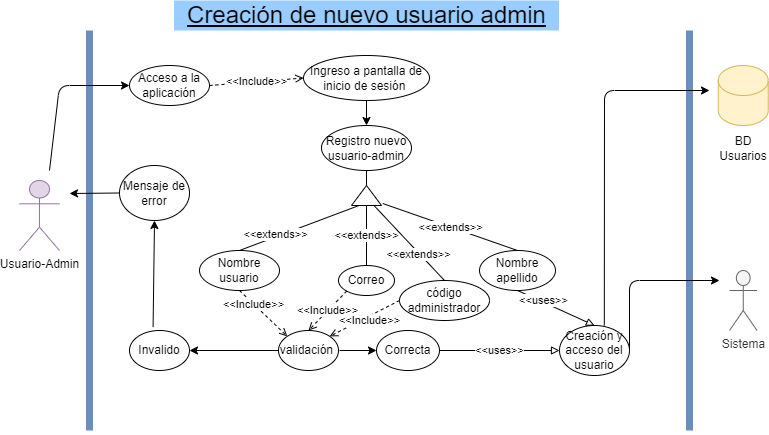 Creación de nuevo usuario admin
Acceso a la
aplicación
<<Include>>
Ingreso a pantalla de
inicio de sesión
BD
Usuarios
Registro nuevo
usuario-admin
Mensaje de
error
Usuario-Admin
<<extends>>
<<extends>>
<<extends>>
<<extends>>
Nombre
usuario
Correo
código
administrador
Nombre
apellido
<<Include>>
<<Include>>
<<Include>>
<<uses>>
Invalido
validación
Correcta
<<uses>>
Creación y
acceso del
usuario
Sistema